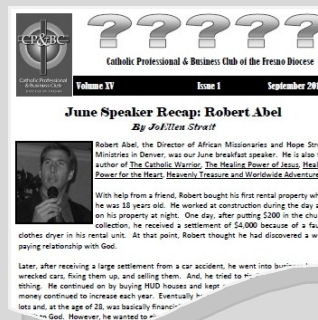 ? ? ? ? ?
CP&BC
Catholic Professional
& Business Club
Catholic Professional & Business Club of the Fresno Diocese
Volume XV Issue 1 September
June Speaker Recap: Robert Abel
By JoEllen Strait
Robert Abel, the Director of African Missionaries and Hope
Ministries in Denver, was our June breakfast speaker. He is also
author of The Catholic Warrior, The Healing Power of Jesus,
Power for the Heart, Heavenly Treasure and Worldwide
With help from a friend, Robert bought his first rental property
he was 18 years old. He worked at construction during the day
on his property at night. One day, after putting $200 in the
collection, he received a settlement of $4,000 because of a
clothes dryer in his rental unit. At that point, Robert thought he had discovered a
paying relationship with God.
Later, after receiving a large settlement from a car accident, he went into
wrecked cars, fixing them up, and selling them. And, he tried to
tithing. He continued on by buying HUD houses and
money continued to increase each year. Eventually
lots and, at the age of 28, was basically
to God. However, he wanted to